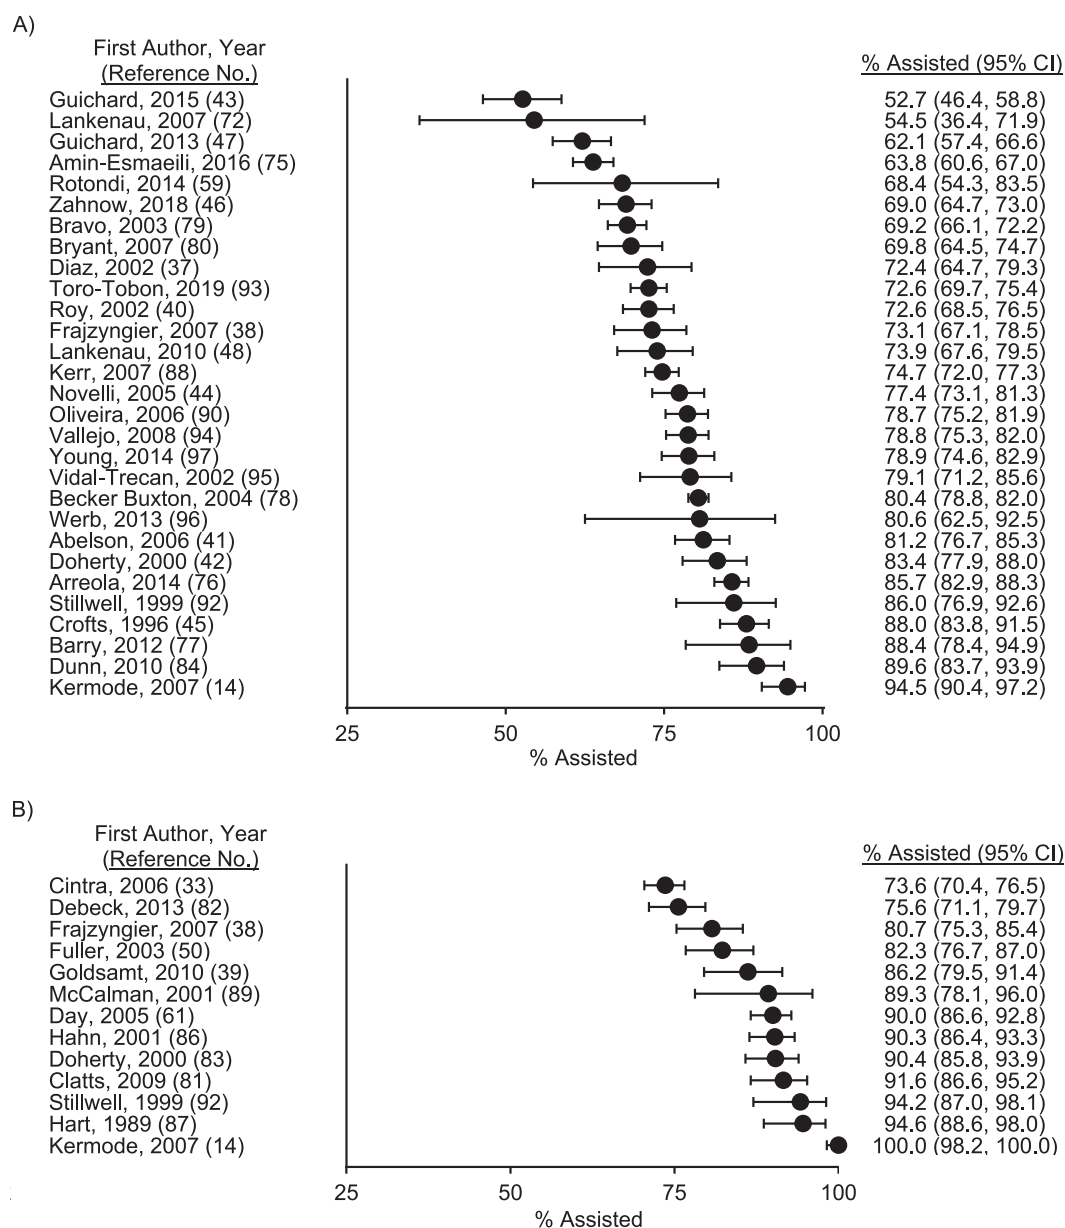 A)
First Author, Year
(Reference No.)
% Assisted (95% CI)
Guichard, 2015 (43) 52.7 (46.4, 58.8)
Lankenau, 2007 (72) 54.5 (36.4, 71.9)
Guichard, 2013 (47) 62.1 (57.4, 66.6)
Amin-Esmaeili, 2016 (75) 63.8 (60.6, 67.0)
Rotondi, 2014 (59) 68.4 (54.3, 83.5)
Zahnow, 2018 (46) 69.0 (64.7, 73.0)
Bravo, 2003 (79) 69.2 (66.1, 72.2)
Bryant, 2007 (80) 69.8 (64.5, 74.7)
Diaz, 2002 (37) 72.4 (64.7, 79.3)
Toro-Tobon, 2019 (93) 72.6 (69.7, 75.4)
Roy, 2002 (40) 72.6 (68.5, 76.5)
Frajzyngier, 2007 (38) 73.1 (67.1, 78.5)
Lankenau, 2010 (48) 73.9 (67.6, 79.5)
Kerr, 2007 (88) 74.7 (72.0, 77.3)
Novelli, 2005 (44) 77.4 (73.1, 81.3)
Oliveira, 2006 (90) 78.7 (75.2, 81.9)
Vallejo, 2008 (94) 78.8 (75.3, 82.0)
Young, 2014 (97) 78.9 (74.6, 82.9)
Vidal-Trecan, 2002 (95) 79.1 (71.2, 85.6)
Becker Buxton, 2004 (78) 80.4 (78.8, 82.0)
Werb, 2013 (96) 80.6 (62.5, 92.5)
Abelson, 2006 (41) 81.2 (76.7, 85.3)
Doherty, 2000 (42) 83.4 (77.9, 88.0)
Arreola, 2014 (76) 85.7 (82.9, 88.3)
Stillwell, 1999 (92) 86.0 (76.9, 92.6)
Crofts, 1996 (45) 88.0 (83.8, 91.5)
Barry, 2012 (77) 88.4 (78.4, 94.9)
Dunn, 2010 (84) 89.6 (83.7, 93.9)
Kermode, 2007 (14) 94.5 (90.4, 97.2)
25 50 75 100
% Assisted
B)
First Author, Year
(Reference No.)
% Assisted (95% CI)
Cintra, 2006 (33) 73.6 (70.4, 76.5)
Debeck, 2013 (82) 75.6 (71.1, 79.7)
Frajzyngier, 2007 (38) 80.7 (75.3, 85.4)
Fuller, 2003 (50) 82.3 (76.7, 87.0)
Goldsamt, 2010 (39) 86.2 (79.5, 91.4)
McCalman, 2001 (89) 89.3 (78.1, 96.0)
Day, 2005 (61) 90.0 (86.6, 92.8)
Hahn, 2001 (86) 90.3 (86.4, 93.3)
Doherty, 2000 (83) 90.4 (85.8, 93.9)
Clatts, 2009 (81) 91.6 (86.6, 95.2)
Stillwell, 1999 (92) 94.2 (87.0, 98.1)
Hart, 1989 (87) 94.6 (88.6, 98.0)
Kermode, 2007 (14) 100.0 (98.2, 100.0)
25 50 75 100
% Assisted